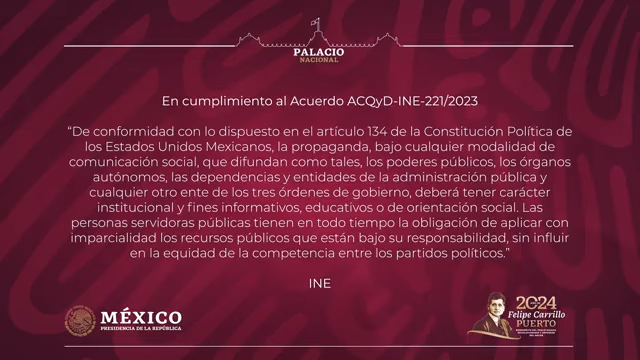 PALACIO
NACIONAL
En cumplimiento al Acuerdo ACQyD-INE-221/2023
“De conformidad con lo dispuesto en el artículo 134 de la Constitución Política de
los Estados Unidos Mexicanos, la propaganda, bajo cualquier modalidad de
comunicación social, que difundan como tales, los poderes públicos, los órganos
autónomos, las dependencias y entidades de la administración pública y
cualquier otro ente de los tres órdenes de gobierno, deberá tener carácter
institucional y fines informativos, educativos o de orientación social. Las
personas servidoras públicas tienen en todo tiempo la obligación de aplicar con
imparcialidad los recursos públicos que están bajo su responsabilidad, sin influir
en la equidad de la competencia entre los partidos políticos.”
INE
MÉXICO
PRESIDENCIA DE LA REPÚBLICA
2024
Felipe Carrillo
PUERTO